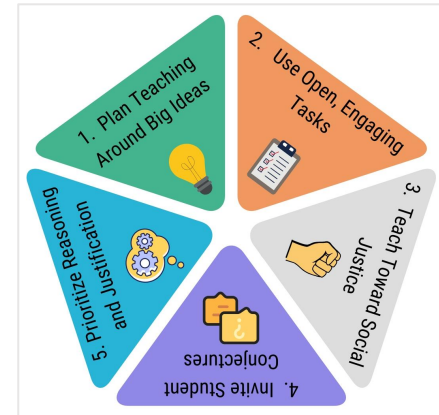 1. Plan Teaching
Around Big Ideas
2. Use Open, Engaging
Tasks
3. Teach Toward Social
Justice
4. Invite Student
Conjectures
5. Prioritize Reasoning
and Justification
?